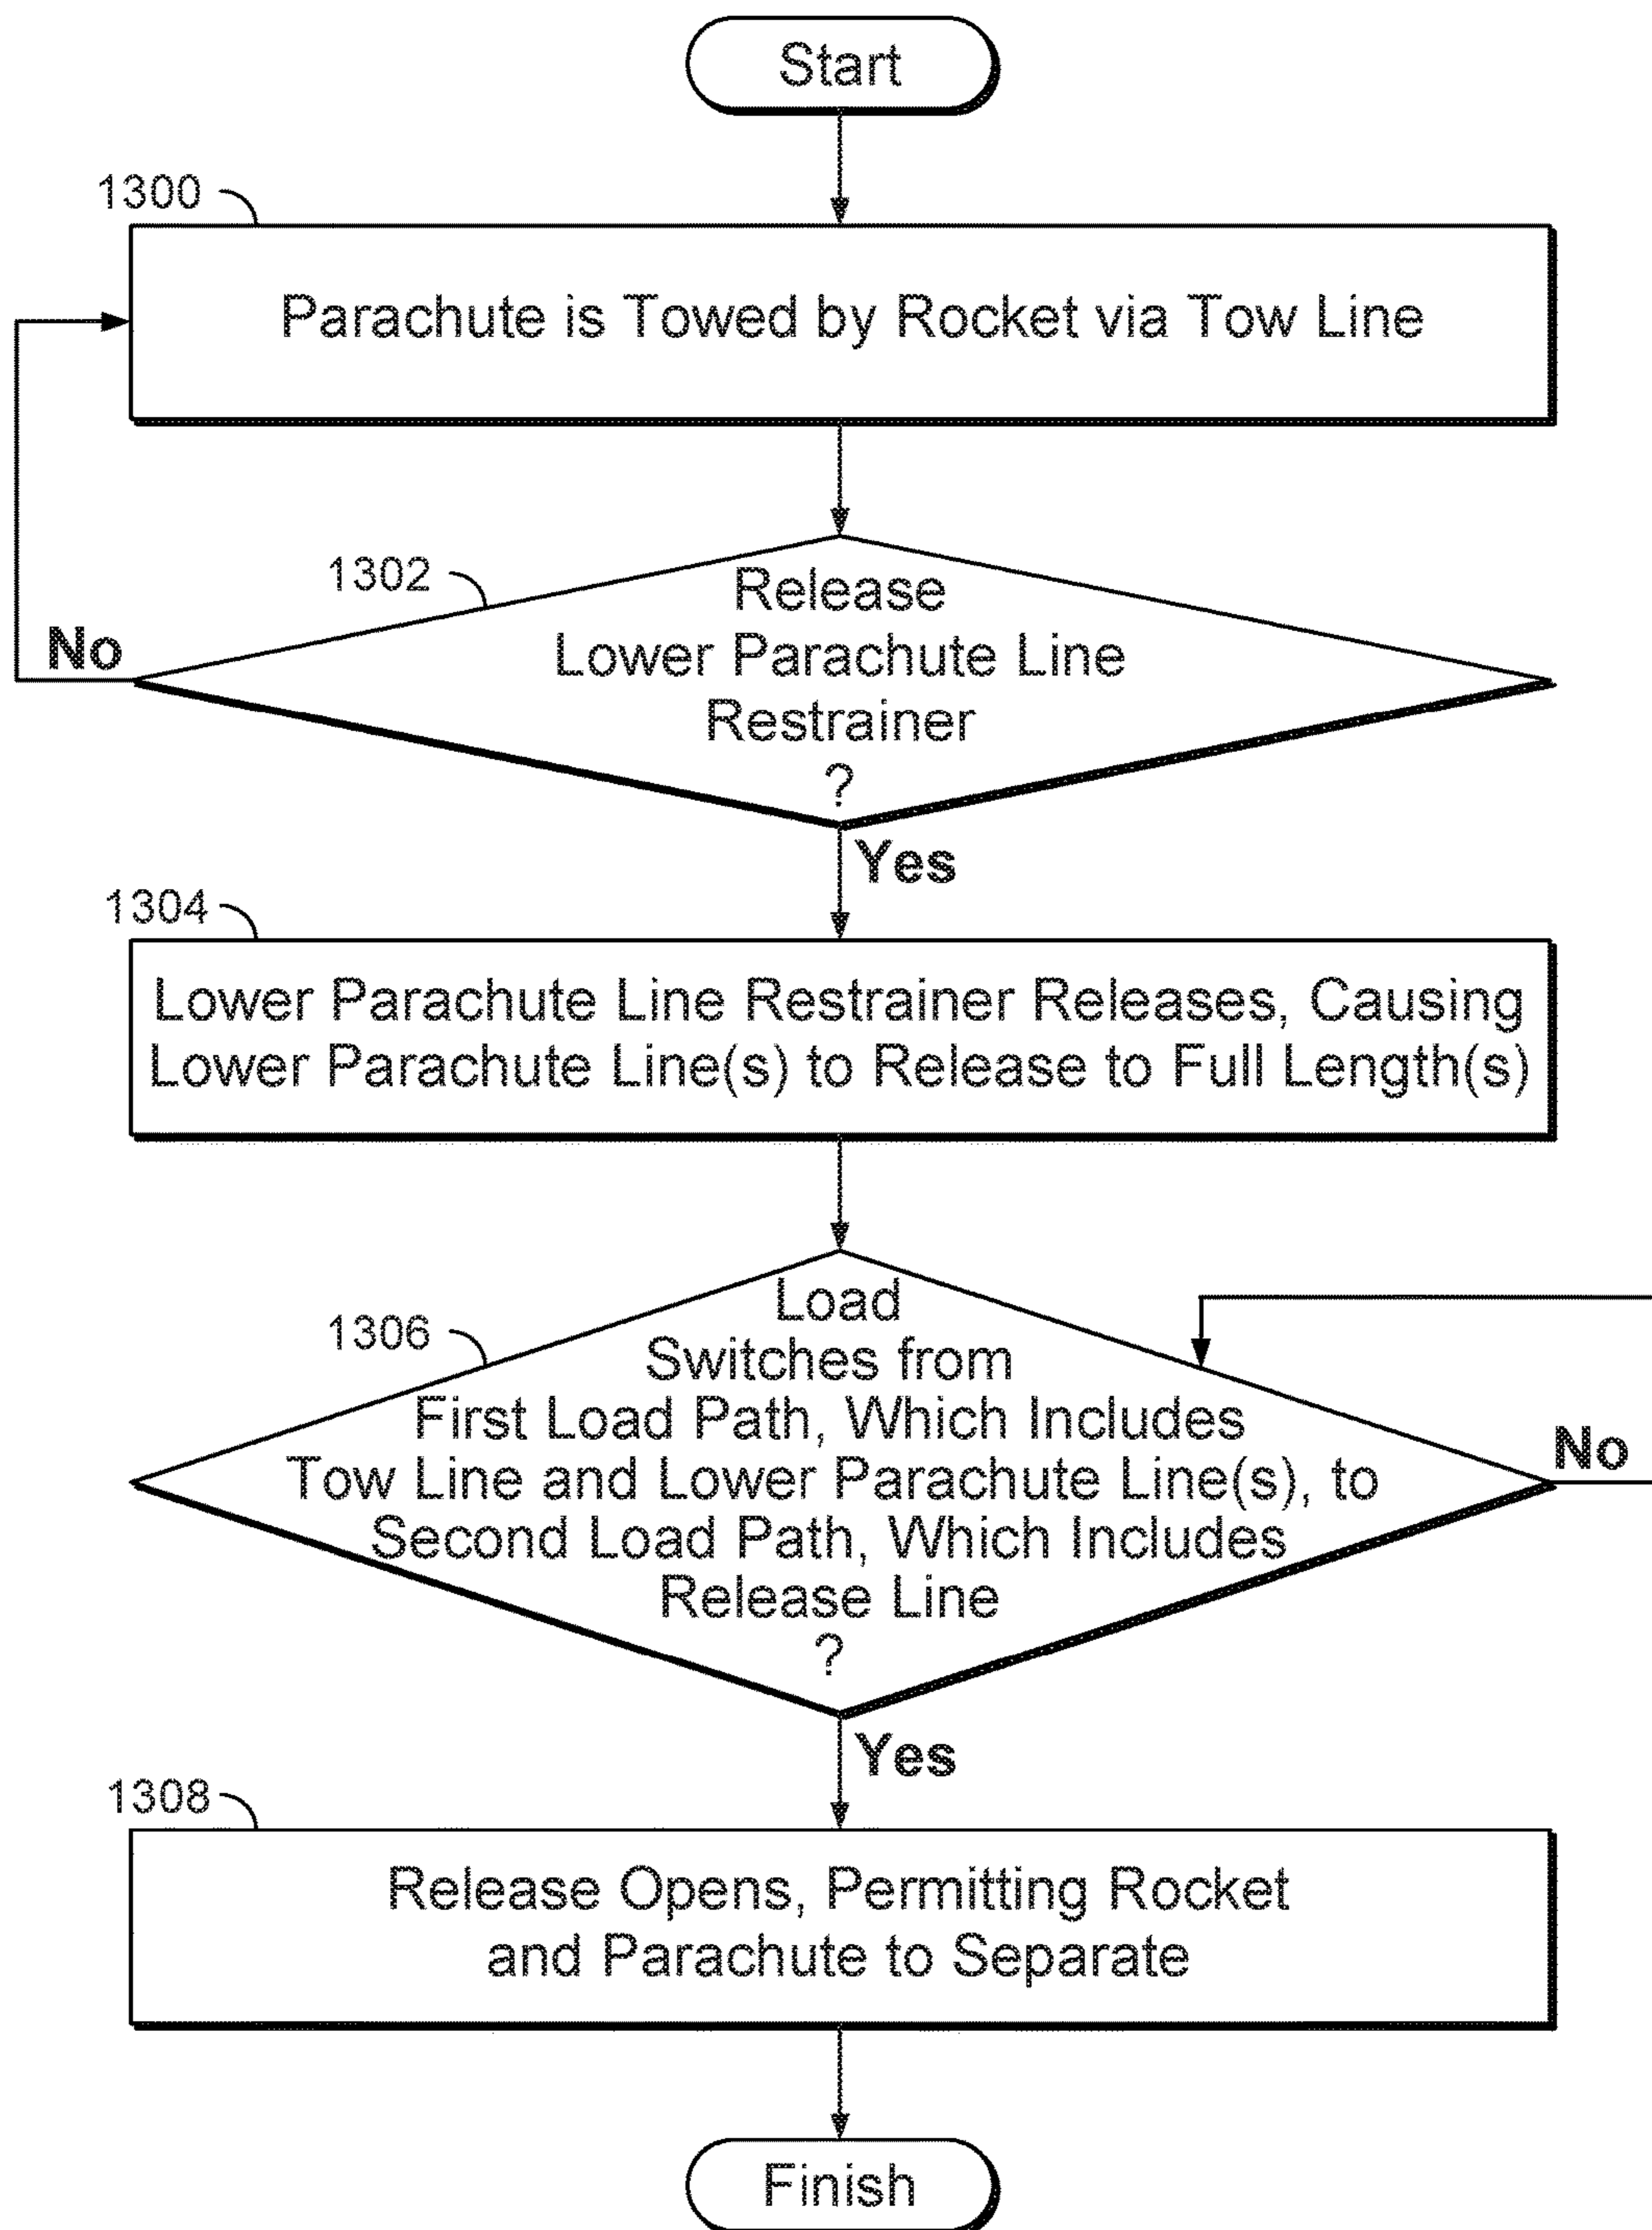 Start
1300
Parachute is Towed by Rocket via Tow Line
1302
Release
Lower Parachute Line
Restrainer
?
No
Yes
1304
Lower Parachute Line Restrainer Releases, Causing
Lower Parachute Line(s) to Release to Full Length(s)
1306
Load
Switches from
First Load Path, Which Includes
Tow Line and Lower Parachute Line(s), to
Second Load Path, Which Includes
Release Line
?
No
Yes
1308
Release Opens, Permitting Rocket
and Parachute to Separate
Finish